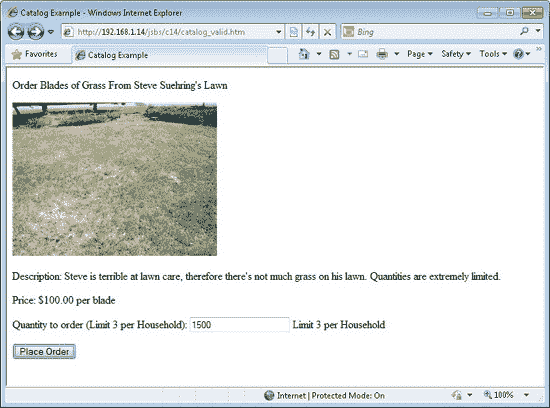 Catalog Example - Windows Internet Explorer
http://192.168.1.14/jsbs/c14/catalog_valid.htm
Bing
Favorites
Catalog Example
Page
Safety
Tools
Order Blades of Grass From Steve Suehring's Lawn
Description: Steve is terrible at lawn care, therefore there's not much grass on his lawn. Quantities are extremely limited.
Price: $100.00 per blade
Quantity to order (Limit 3 per Household): 1500 Limit 3 per Household
Place Order
Internet | Protected Mode: On
100%